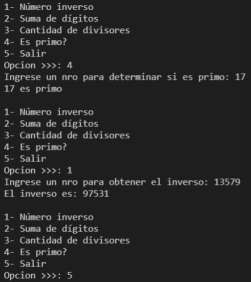 1- Número inverso
2- Suma de dígitos
3- Cantidad de divisores
4- Es primo?
5- Salir
Opcion >>>: 4
Ingrese un nro para determinar si es primo: 17
17 es primo
1- Número inverso
2- Suma de dígitos
3- Cantidad de divisores
4- Es primo?
5- Salir
Opcion >>>: 1
Ingrese un nro para obtener el inverso: 13579
El inverso es: 97531
1- Número inverso
2- Suma de dígitos
3- Cantidad de divisores
4- Es primo?
5- Salir
Opcion >>>: 5